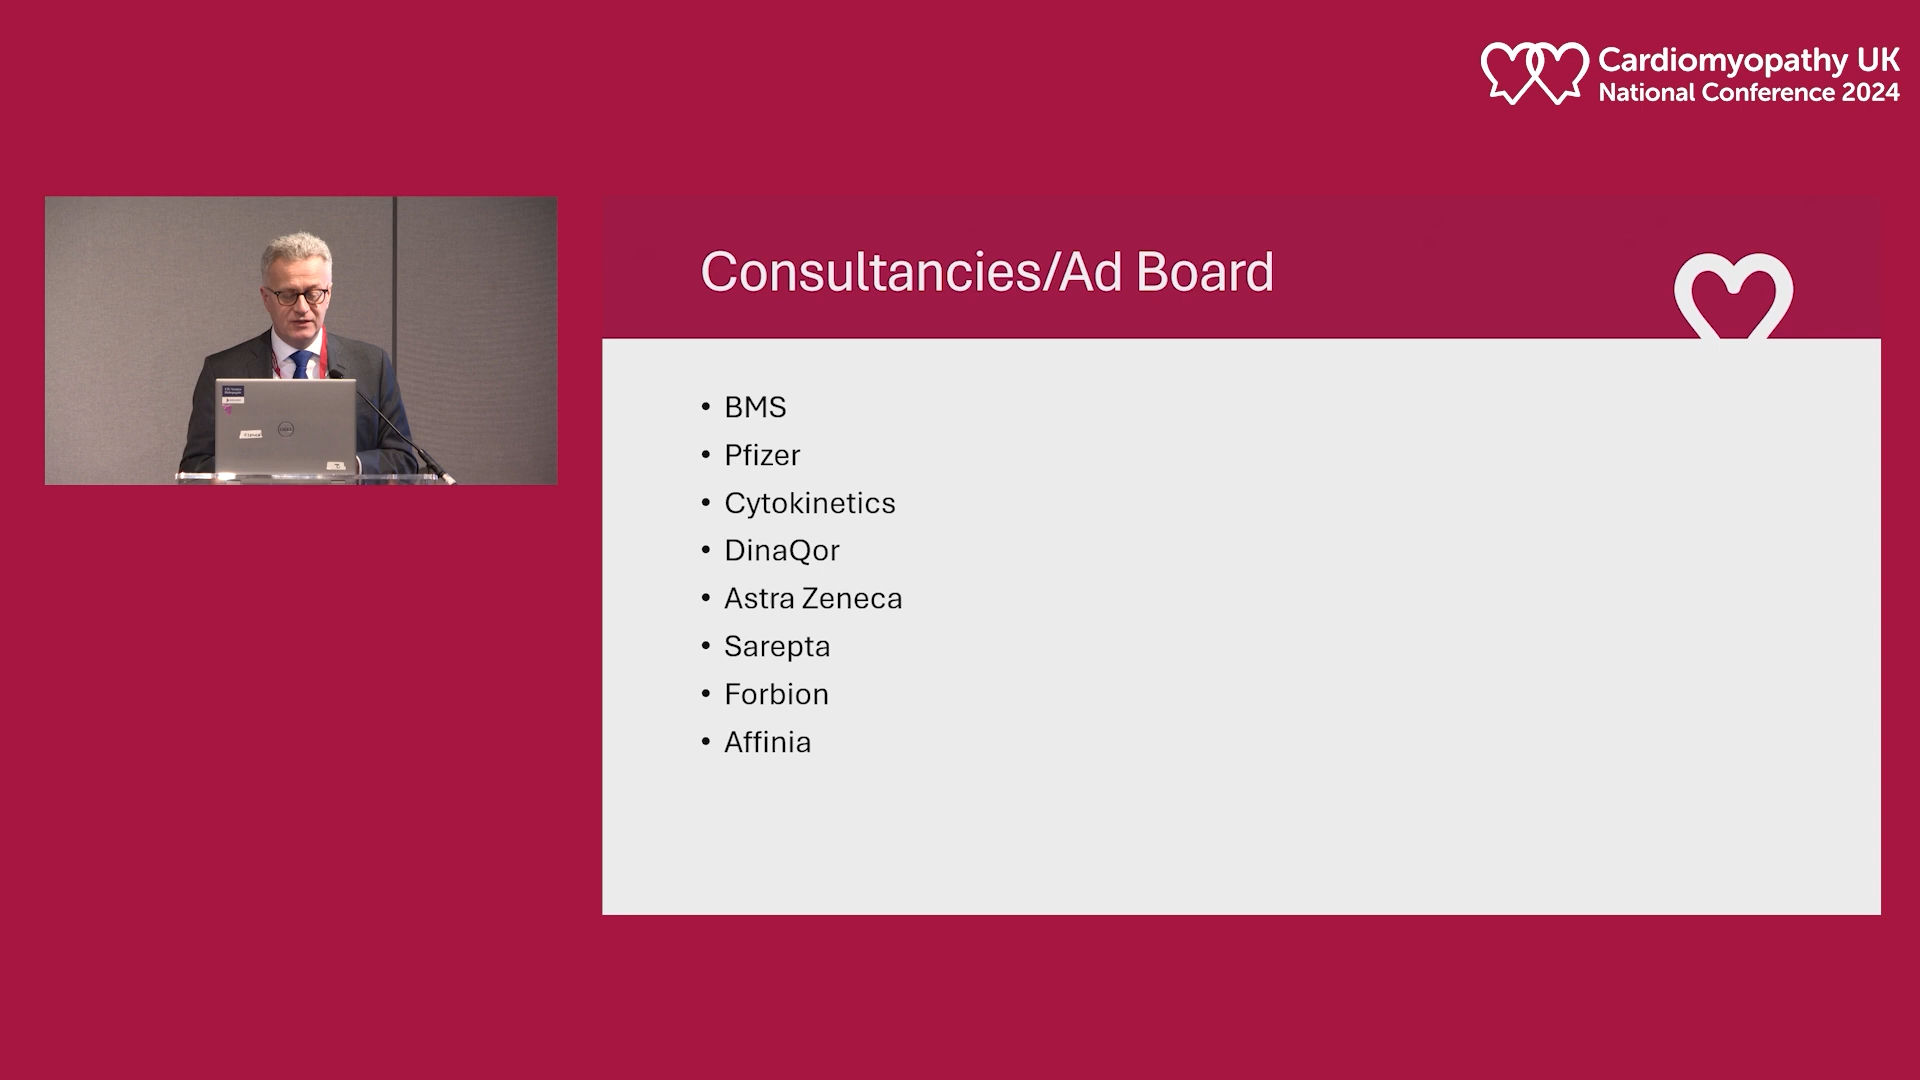 Cardiomyopathy UK
National Conference 2024
Consultancies/Ad Board
• BMS
• Pfizer
• Cytokinetics
• DinaQor
• Astra Zeneca
• Sarepta
• Forbion
• Affinia